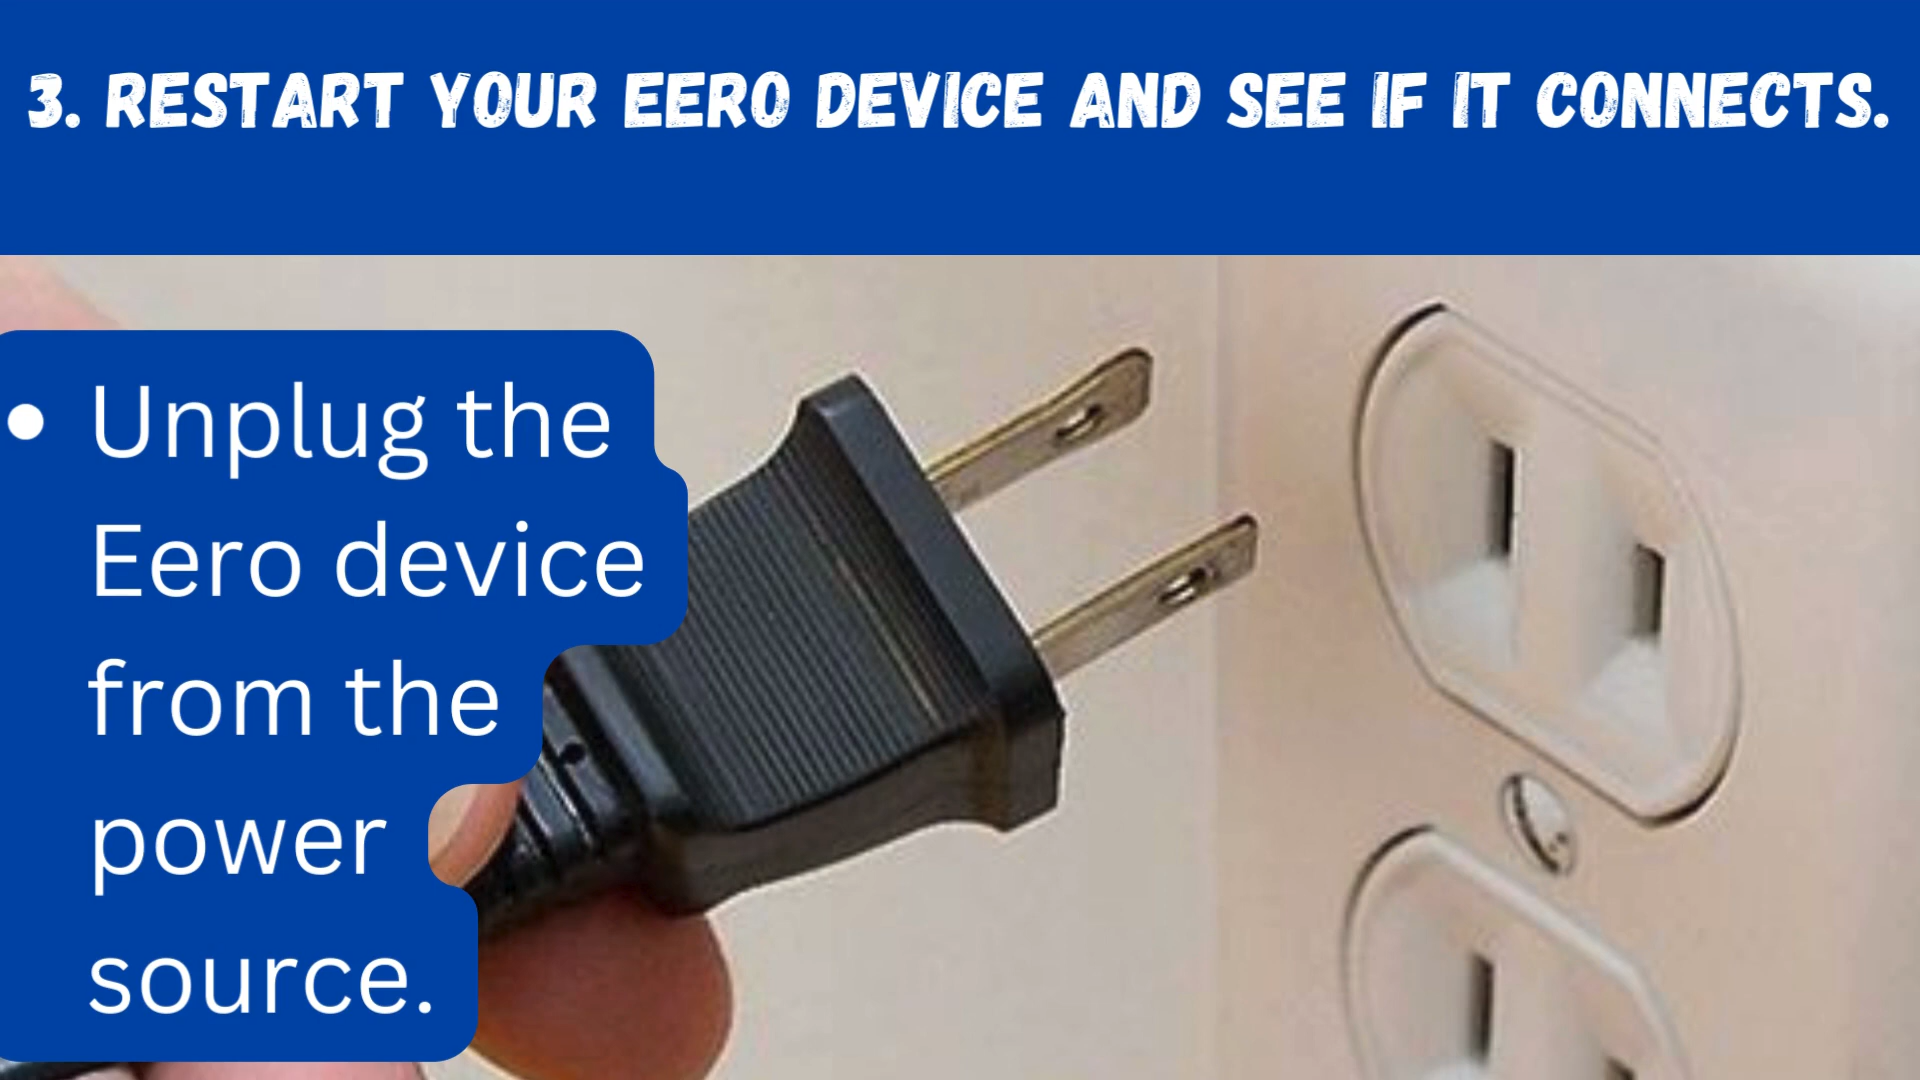 3. RESTART YOUR EERO DEVICE AND SEE IF IT CONNECTS.
• Unplug the
Eero device
from the
power
source.